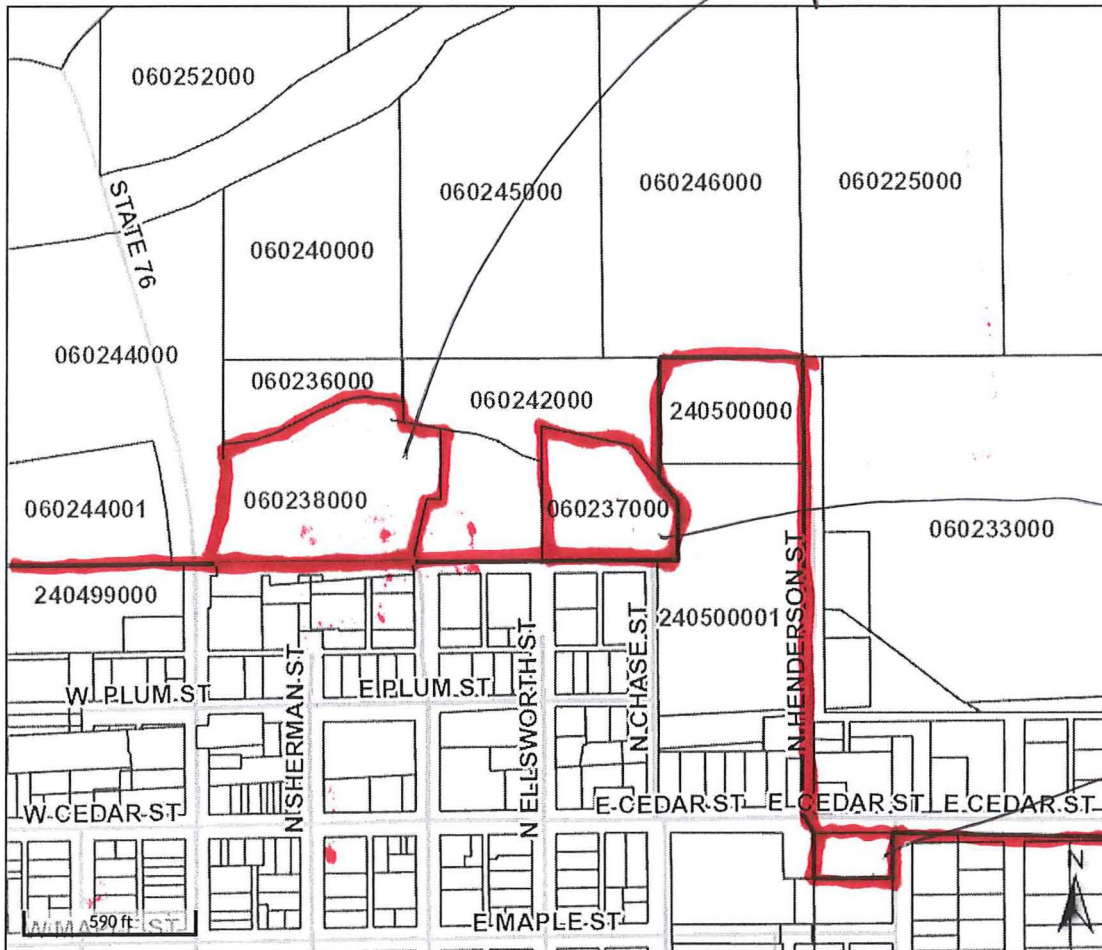 060252000
060245000
060246000
060225000
STATE 76
060240000
060244000
060236000
060242000
240500000
060244001
060238000
060237000
060233000
240499000
240500001
N HENDERSON ST
N CHASE ST
N ELLSWORTH ST
N SHERMAN ST
W PLUM ST
E PLUM ST
W CEDAR ST
E CEDAR ST
E CEDAR ST
E CEDAR ST
N
590 ft
W MAPLE ST
E MAPLE ST